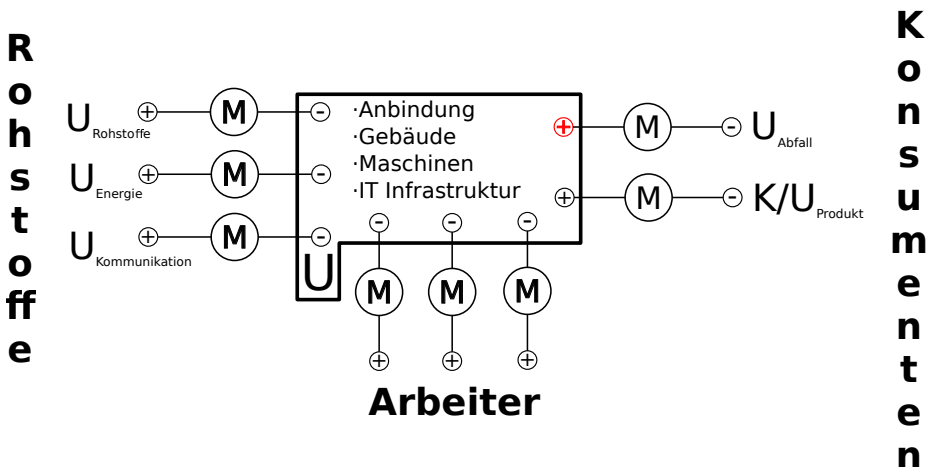 Rohstoffe
U Rohstoffe + M -
U Energie + M -
U Kommunikation + M -
·Anbindung
·Gebäude
·Maschinen
·IT Infrastruktur
U
+ M - U Abfall
+ M - K/U Produkt
- - -
M M M
+ + +
Arbeiter
Konsumenten